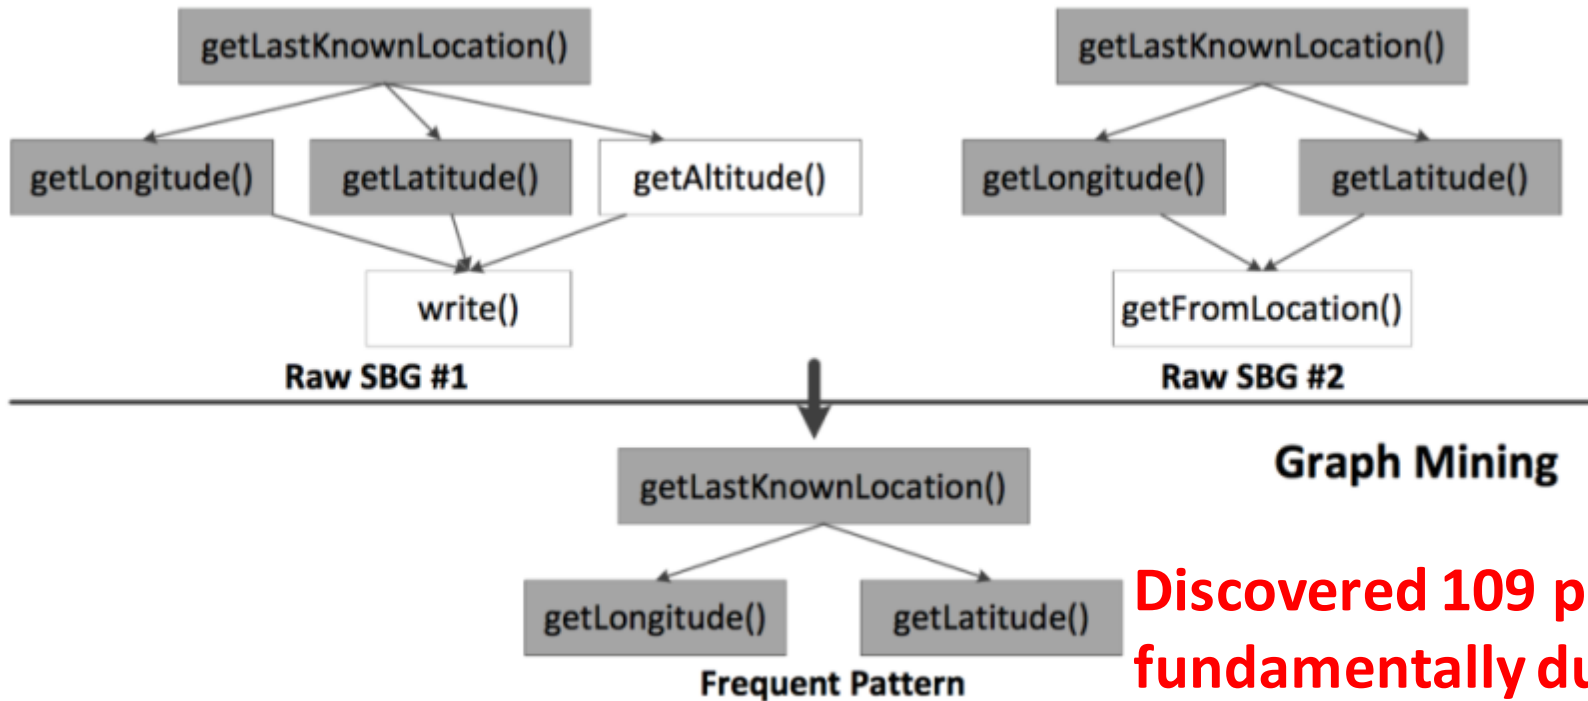 getLastKnownLocation()
getLongitude()
getLatitude()
getAltitude()
write()
Raw SBG #1
getLastKnownLocation()
getLongitude()
getLatitude()
getFromLocation()
Raw SBG #2
Graph Mining
getLastKnownLocation()
getLongitude()
getLatitude()
Frequent Pattern
Discovered 109 p
fundamentally du